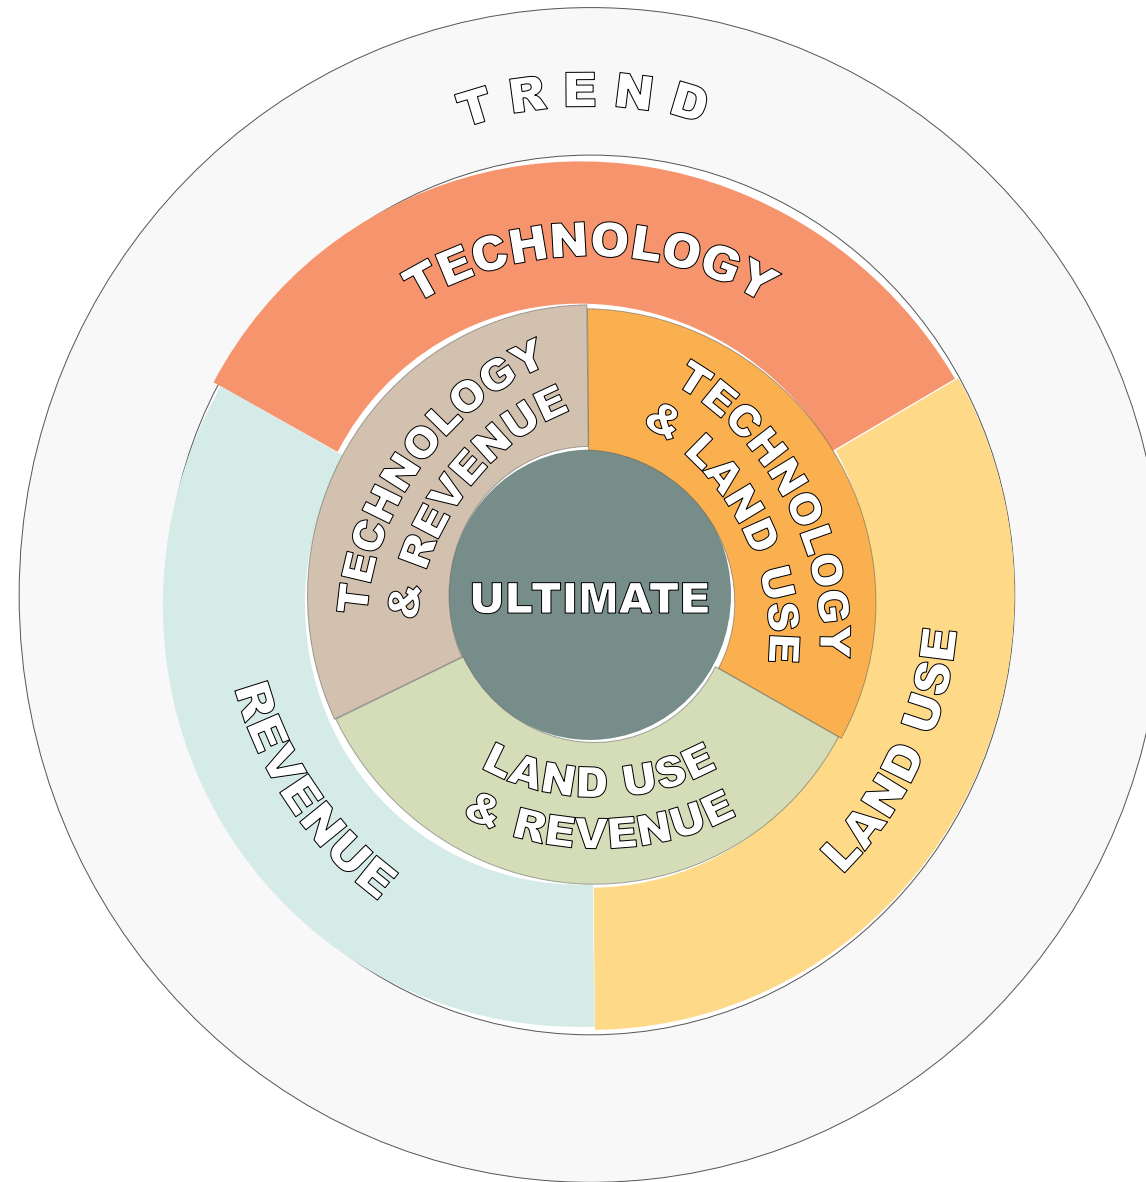 TREND
TECHNOLOGY
TECHNOLOGY
& REVENUE
TECHNOLOGY
& LAND USE
ULTIMATE
REVENUE
LAND USE
LAND USE
& REVENUE